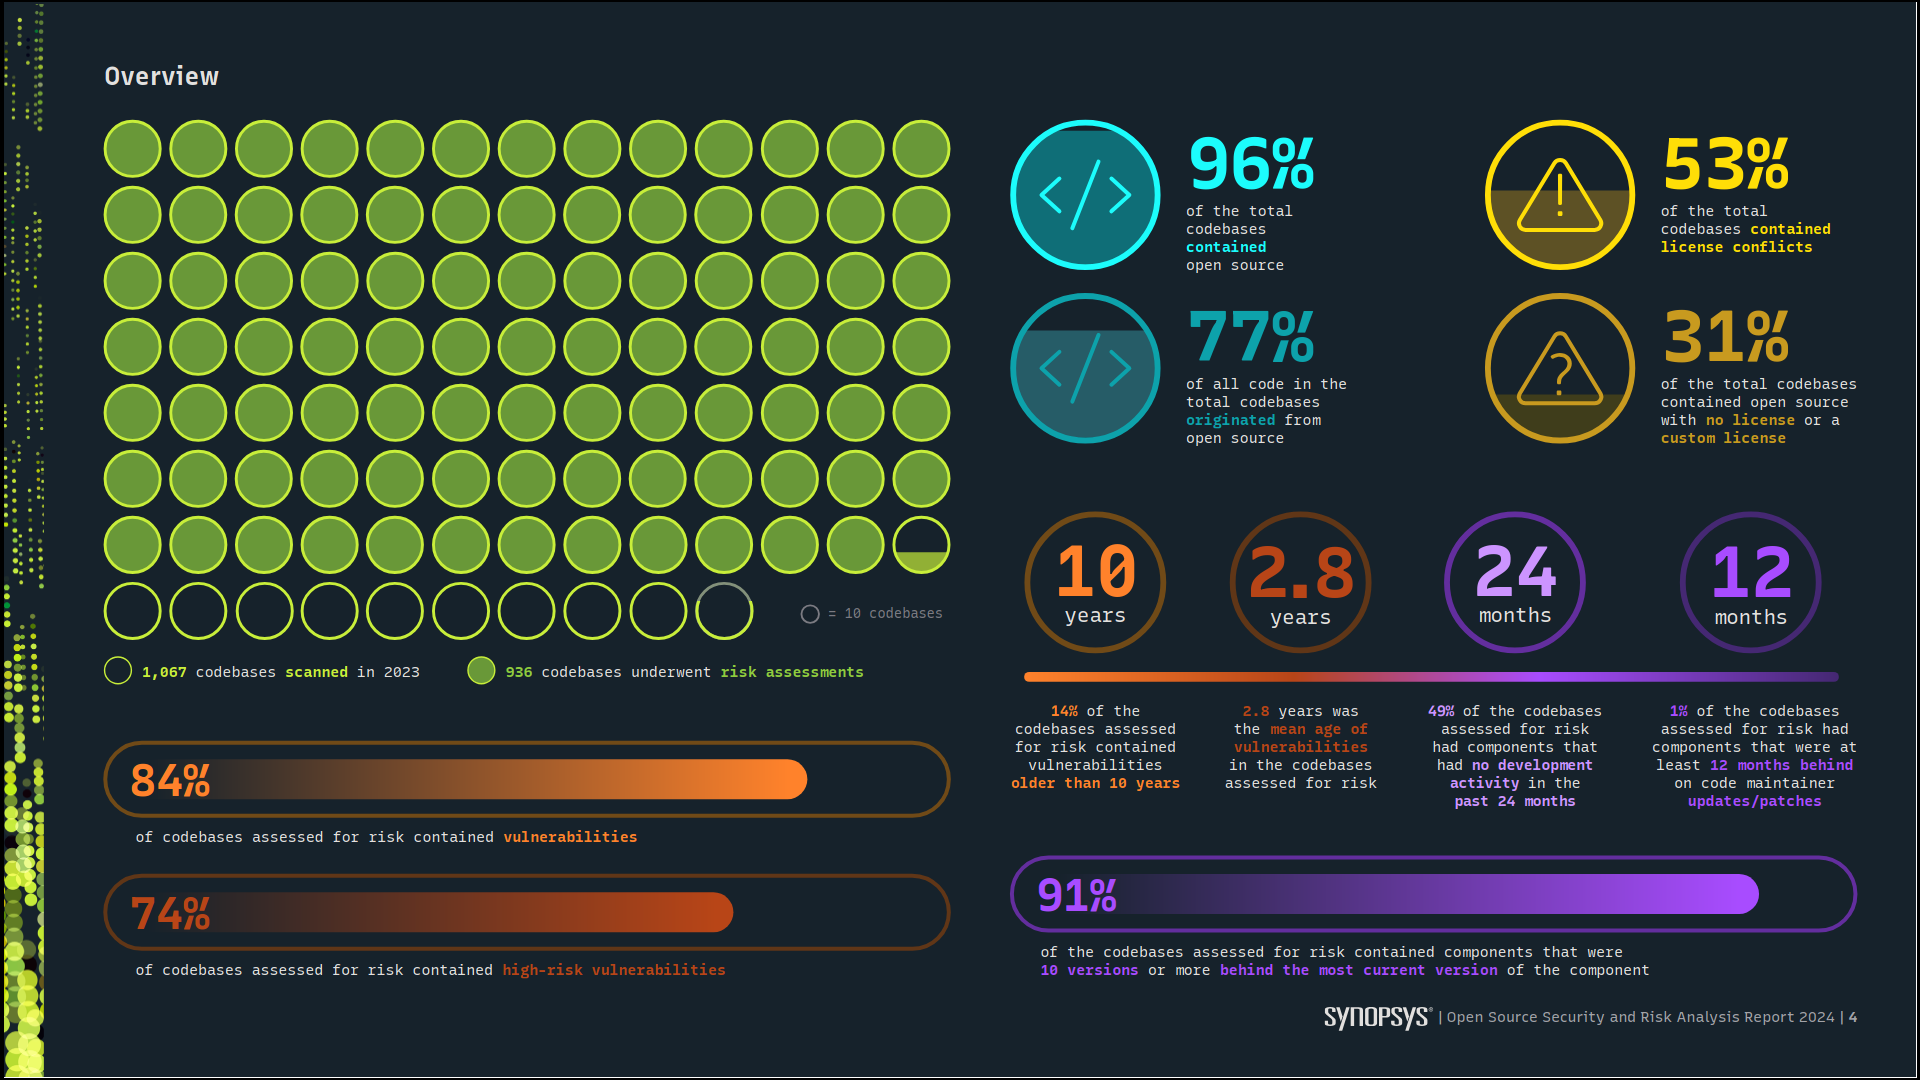 Overview
= 10 codebases
1,067 codebases scanned in 2023
936 codebases underwent risk assessments
84%
of codebases assessed for risk contained vulnerabilities
74%
of codebases assessed for risk contained high-risk vulnerabilities
96%
of the total
codebases
contained
open source
53%
of the total
codebases contained
license conflicts
77%
of all code in the
total codebases
originated from
open source
31%
of the total codebases
contained open source
with no license or a
custom license
10
years
14% of the
codebases assessed
for risk contained
vulnerabilities
older than 10 years
2.8
years
2.8 years was
the mean age of
vulnerabilities
in the codebases
assessed for risk
24
months
49% of the codebases
assessed for risk
had components that
had no development
activity in the
past 24 months
12
months
1% of the codebases
assessed for risk had
components that were at
least 12 months behind
on code maintainer
updates/patches
91%
of the codebases assessed for risk contained components that were
10 versions or more behind the most current version of the component
SYNOPSYS® | Open Source Security and Risk Analysis Report 2024 | 4